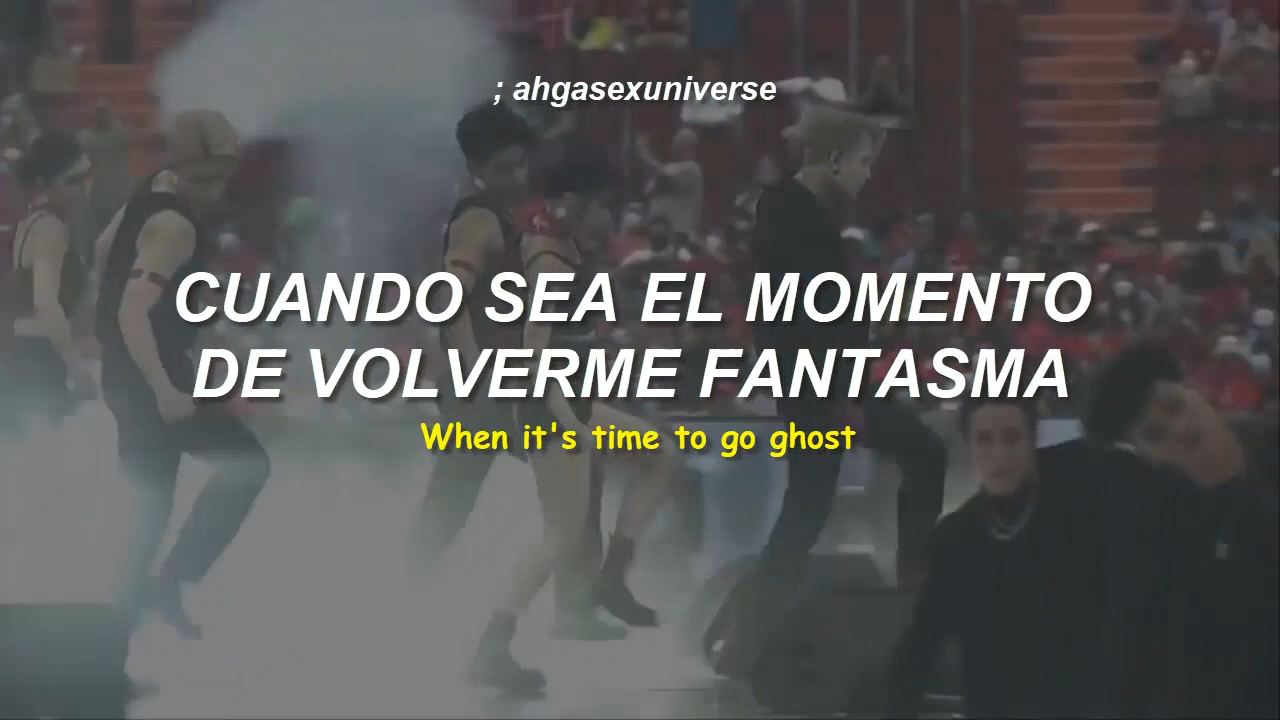 ; ahgasexuniverse
CUANDO SEA EL MOMENTO
DE VOLVERME FANTASMA
When it's time to go ghost